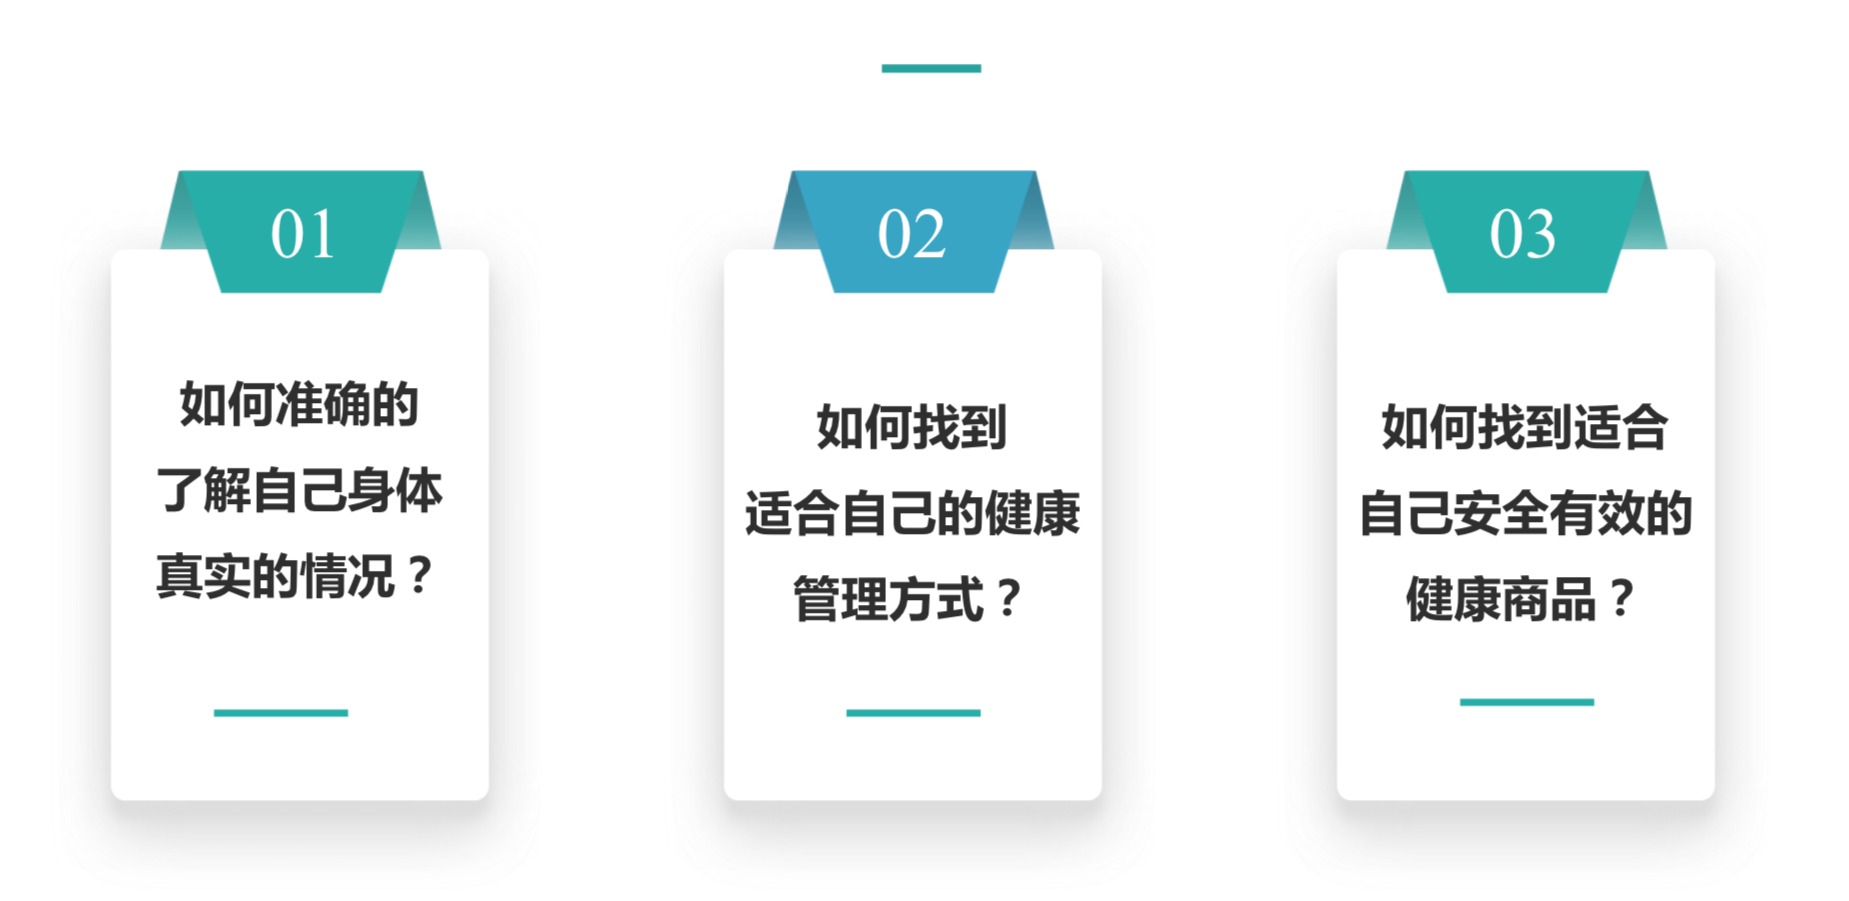 01
如何准确的
了解自己身体
真实的情况？
02
如何找到
适合自己的健康
管理方式？
03
如何找到适合
自己安全有效的
健康商品？